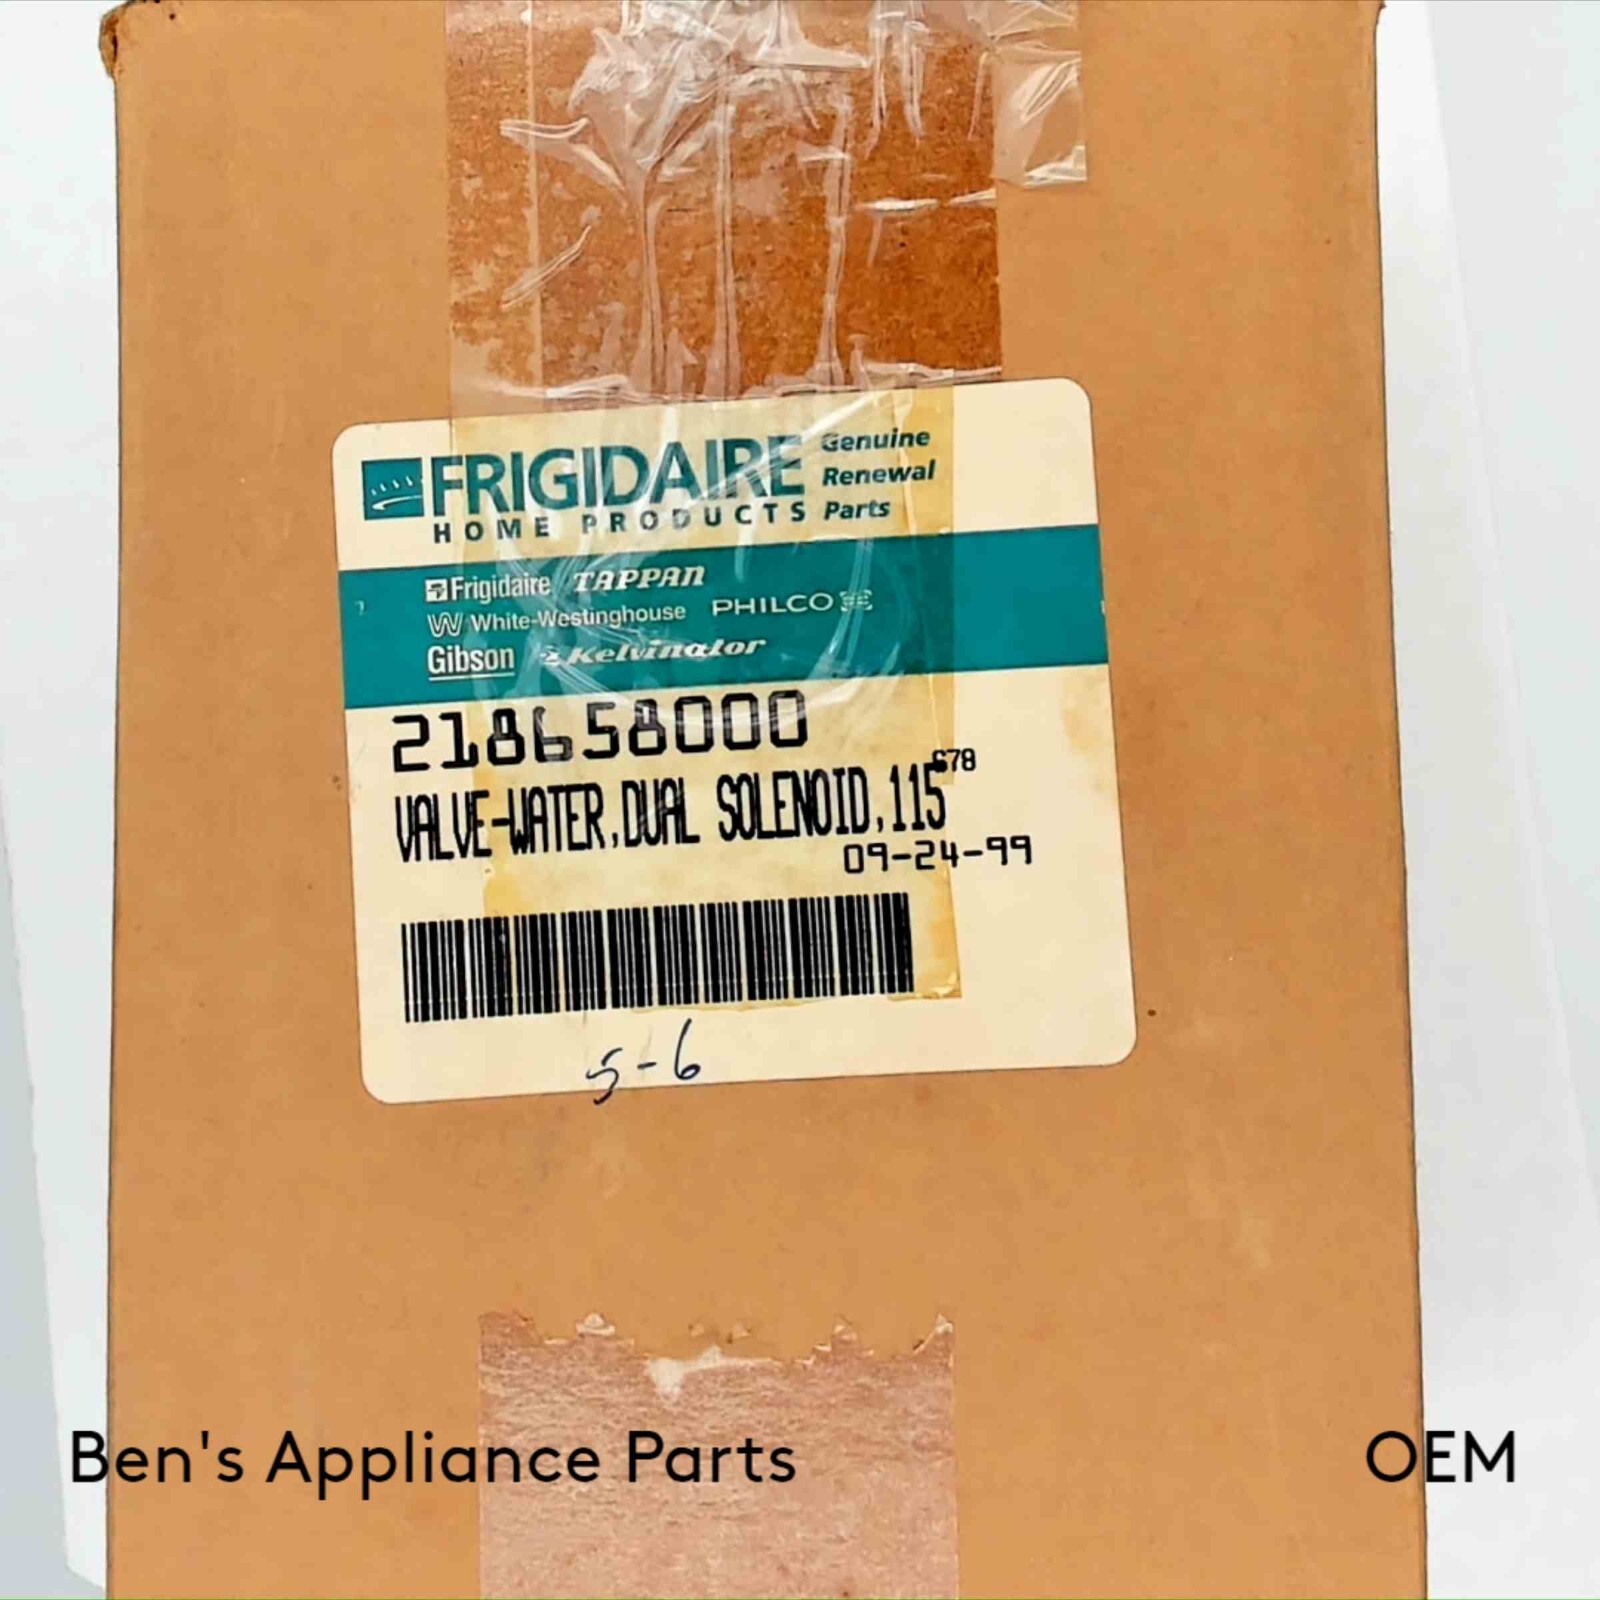 FRIGIDAIRE Genuine Renewal Parts
HOME PRODUCTS
Frigidaire TAPPAN
White-Westinghouse PHILCO
Gibson Kelvinator
218658000
678
VALVE-WATER,DUAL SOLENOID,115
09-24-99
5-6
Ben's Appliance Parts
OEM